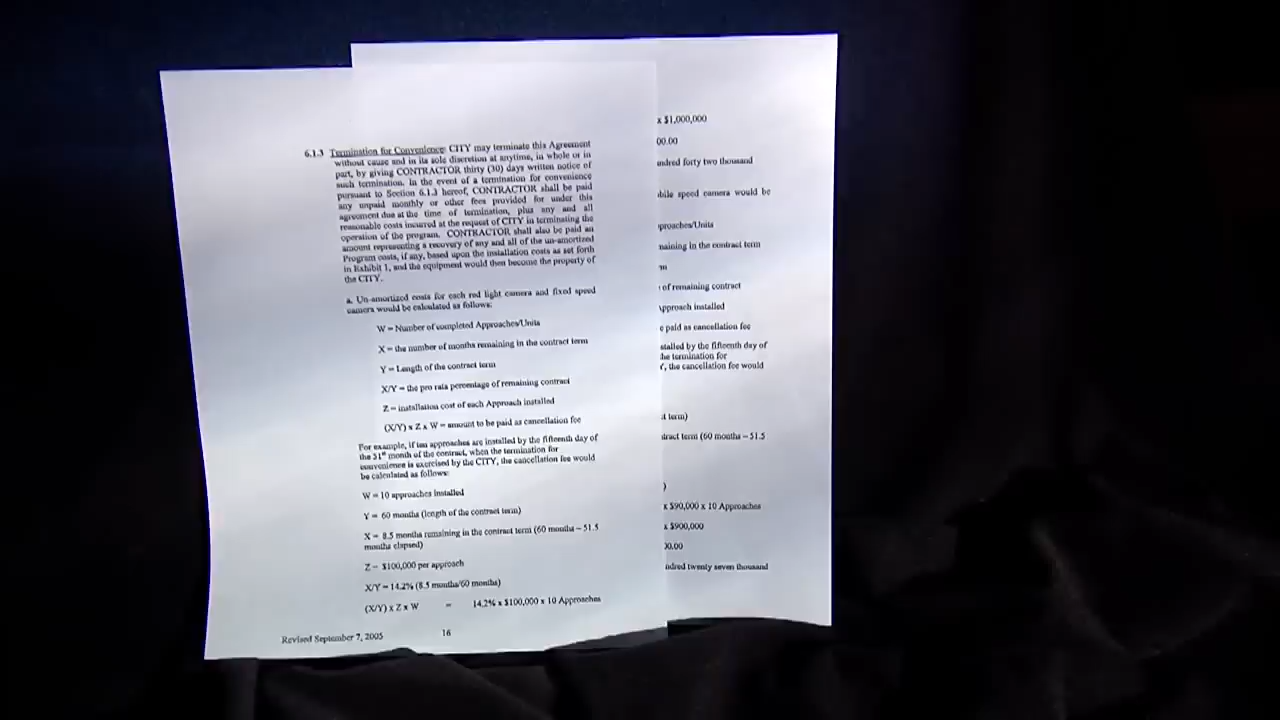 6.1.3 Termination for Convenience: CITY may terminate this Agreement
without cause and in its sole discretion at anytime, in whole or in
part, by giving CONTRACTOR thirty (30) days written notice of
such termination. In the event of a termination for convenience
pursuant to Section 6.1.3 hereof, CONTRACTOR shall be paid
any unpaid monthly or other fees provided for under this
agreement due at the time of termination, plus any and all
reasonable costs incurred at the request of CITY in terminating the
operation of the program. CONTRACTOR shall also be paid an
amount representing a recovery of any and all of the un-amortized
Program costs, if any, based upon the installation costs as set forth
in Exhibit 1, and the equipment would then become the property of
the CITY.
a. Un-amortized costs for each red light camera and fixed speed
camera would be calculated as follows:
W = Number of completed Approaches/Units
X = the number of months remaining in the contract term
Y = Length of the contract term
X/Y = the pro rata percentage of remaining contract
Z = installation cost of each Approach installed
(X/Y) x Z x W = amount to be paid as cancellation fee
For example, if ten approaches are installed by the fifteenth day of
the 51st month of the contract, when the termination for
convenience is exercised by the CITY, the cancellation fee would
be calculated as follows:
W = 10 approaches installed
Y = 60 months (length of the contract term)
X = 8.5 months remaining in the contract term (60 months – 51.5
months elapsed)
Z = $100,000 per approach
X/Y = 14.2% (8.5 months/60 months)
(X/Y) x Z x W = 14.2% x $100,000 x 10 Approaches
Revised September 7, 2005 16
x $1,000,000
00.00
undred forty two thousand
bile speed camera would be
pproaches/Units
naining in the contract term
m
of remaining contract
Approach installed
e paid as cancellation fee
stalled by the fifteenth day of
the termination for
Y, the cancellation fee would
ct term)
ntract term (60 months – 51.5
)
x $90,000 x 10 Approaches
x $900,000
00.00
undred twenty seven thousand